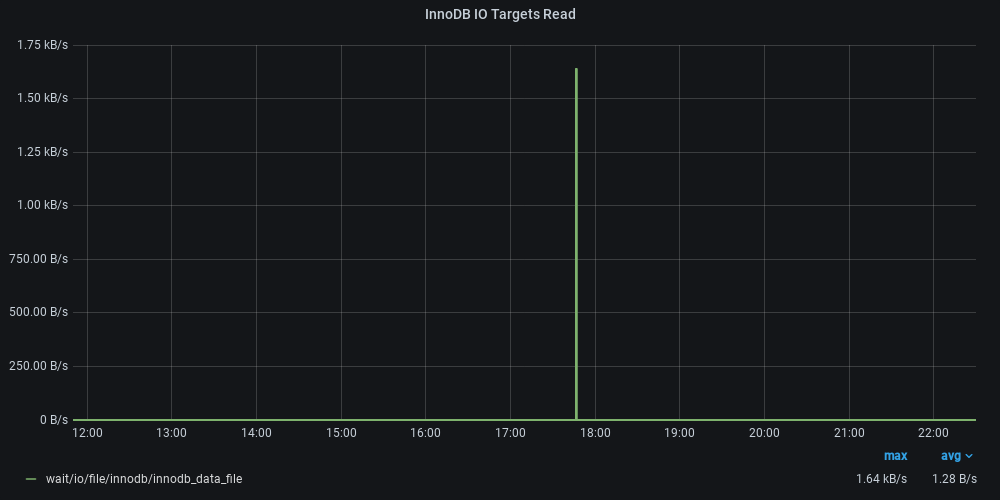 InnoDB IO Targets Read
1.75 kB/s
1.50 kB/s
1.25 kB/s
1.00 kB/s
750.00 B/s
500.00 B/s
250.00 B/s
0 B/s
12:00 13:00 14:00 15:00 16:00 17:00 18:00 19:00 20:00 21:00 22:00
max avg
wait/io/file/innodb/innodb_data_file 1.64 kB/s 1.28 B/s